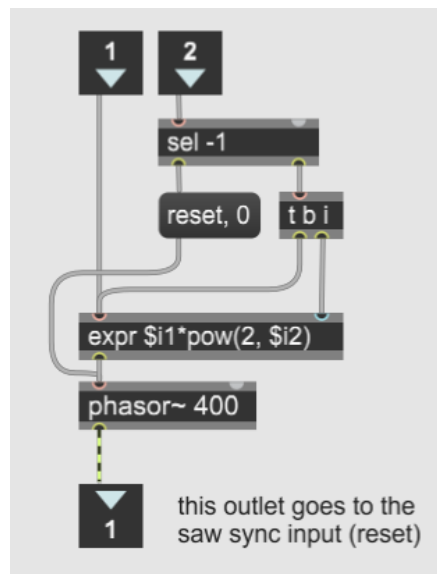 1
2
sel -1
reset, 0
t b i
expr $i1*pow(2, $i2)
phasor~ 400
1
this outlet goes to the
saw sync input (reset)